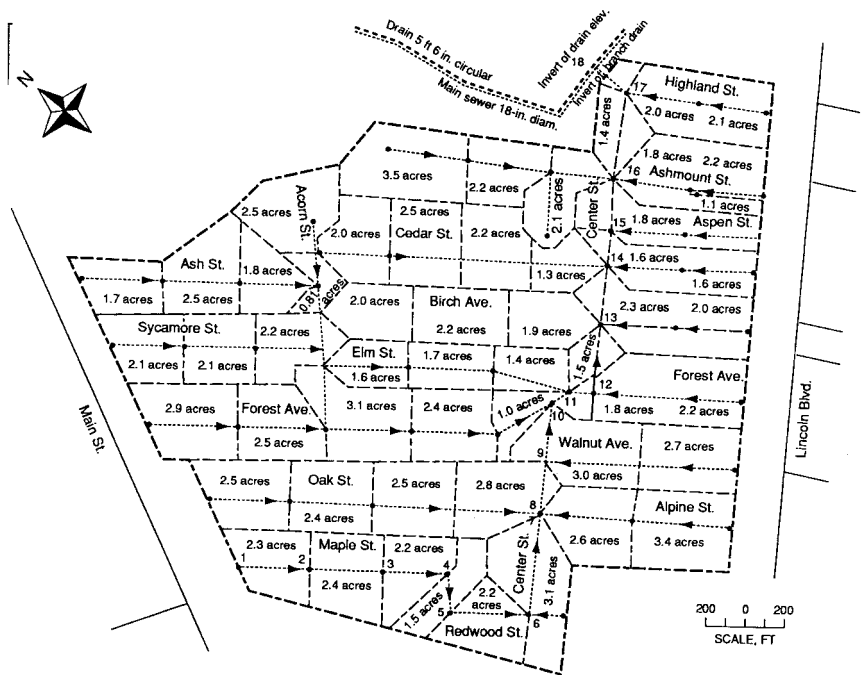 N
Drain 5 ft 6 in. circular
Main sewer 18-in. diam.
Invert of drain elev.
18
Invert of branch drain
17
Highland St.
2.0 acres
2.1 acres
1.4 acres
1.8 acres
2.2 acres
16
Ashmount St.
1.1 acres
3.5 acres
2.2 acres
2.1 acres
Center St.
15
1.8 acres
Aspen St.
Acorn St.
2.5 acres
2.0 acres
2.5 acres
Cedar St.
2.2 acres
14
1.6 acres
1.3 acres
1.6 acres
Ash St.
1.8 acres
0.8 acres
1.7 acres
2.5 acres
2.0 acres
Birch Ave.
2.2 acres
1.9 acres
2.3 acres
2.0 acres
13
Sycamore St.
2.2 acres
2.1 acres
2.1 acres
Elm St.
1.7 acres
1.4 acres
1.6 acres
1.5 acres
Forest Ave.
12
11
1.8 acres
2.2 acres
10
1.0 acres
2.9 acres
Forest Ave.
2.5 acres
3.1 acres
2.4 acres
Walnut Ave.
2.7 acres
9
3.0 acres
Main St.
Lincoln Blvd.
2.5 acres
Oak St.
2.5 acres
2.8 acres
2.4 acres
8
Alpine St.
7
2.6 acres
3.4 acres
2.3 acres
Maple St.
2.2 acres
1
2
3
4
2.4 acres
Center St.
3.1 acres
1.5 acres
2.2
acres
5
6
Redwood St.
200 0 200
SCALE, FT